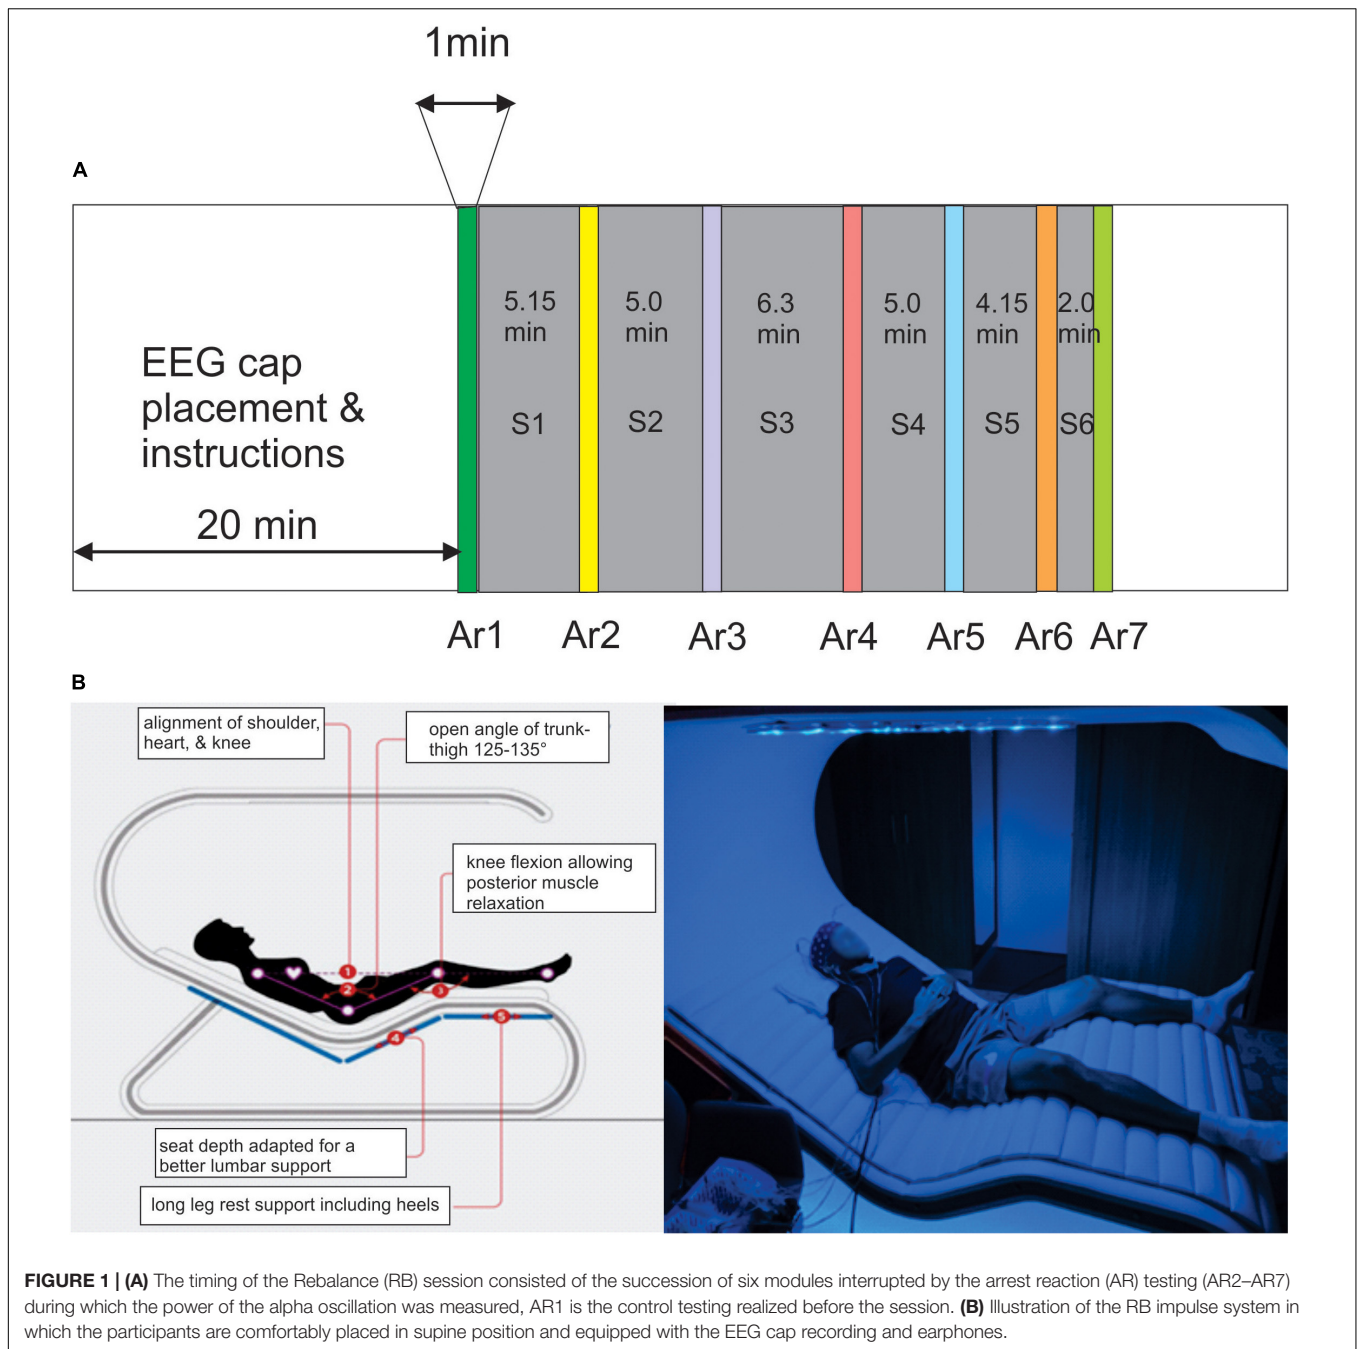 1min
A
5.15
min
5.0
min
6.3
min
5.0
min
4.15
min
2.0
min
EEG cap
placement &
instructions
S1
S2
S3
S4
S5
S6
20 min
Ar1
Ar2
Ar3
Ar4
Ar5
Ar6
Ar7
B
alignment of shoulder,
heart, & knee
open angle of trunk-
thigh 125-135°
knee flexion allowing
posterior muscle
relaxation
1
2
3
4
5
seat depth adapted for a
better lumbar support
long leg rest support including heels
FIGURE 1 | (A) The timing of the Rebalance (RB) session consisted of the succession of six modules interrupted by the arrest reaction (AR) testing (AR2–AR7)
during which the power of the alpha oscillation was measured, AR1 is the control testing realized before the session. (B) Illustration of the RB impulse system in
which the participants are comfortably placed in supine position and equipped with the EEG cap recording and earphones.